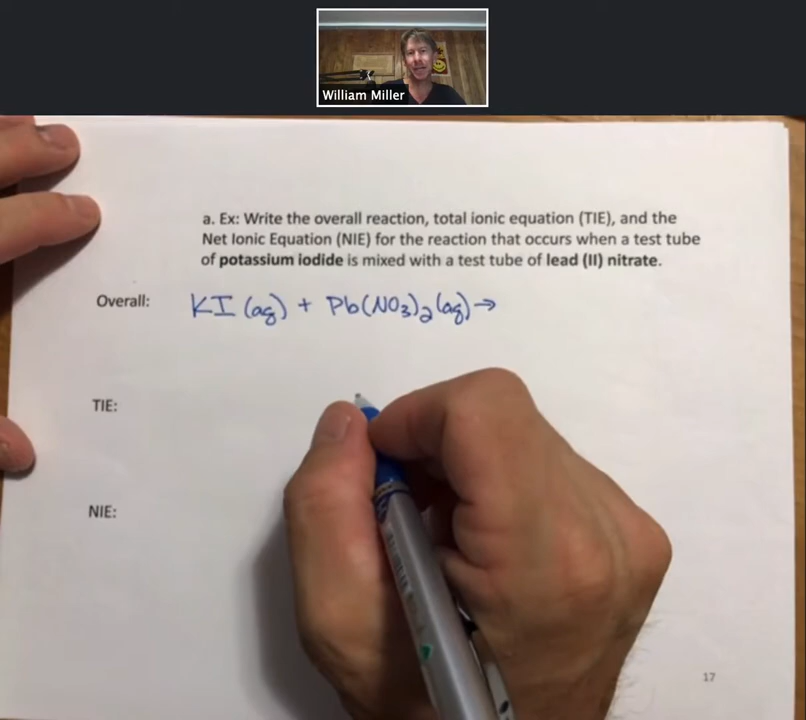 William Miller
a. Ex: Write the overall reaction, total ionic equation (TIE), and the
Net Ionic Equation (NIE) for the reaction that occurs when a test tube
of potassium iodide is mixed with a test tube of lead (II) nitrate.
Overall: KI (aq) + Pb(NO3)2(aq) →
TIE:
NIE:
17